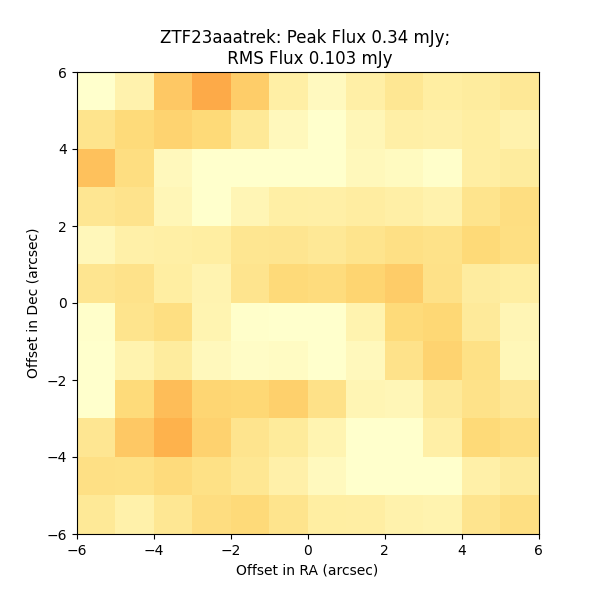 ZTF23aaatrek: Peak Flux 0.34 mJy;
RMS Flux 0.103 mJy
6
4
2
0
−2
−4
−6
Offset in Dec (arcsec)
−6 −4 −2 0 2 4 6
Offset in RA (arcsec)